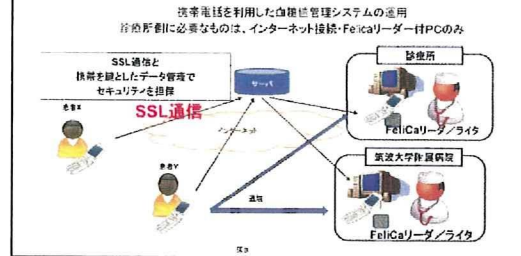 携帯電話を利用した血糖値管理システムの運用
診療所側に必要なものは、インターネット接続・Felicaリーダー付PCのみ
SSL通信と
携帯を鍵としたデータ管理で
セキュリティを担保
サーバ
診療所
患者X
SSL通信
インターネット
FeliCaリーダ/ライタ
筑波大学附属病院
患者Y
通院
FeliCaリーダ/ライタ